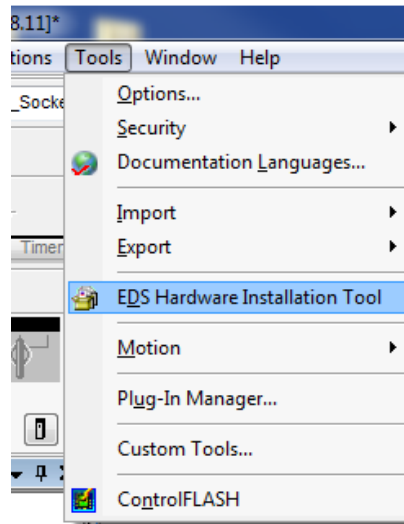 8.11]*
tions Tools Window Help
_Socke
Options...
Security
Documentation Languages...
Import
Export
Timer
EDS Hardware Installation Tool
Motion
Plug-In Manager...
Custom Tools...
ControlFLASH